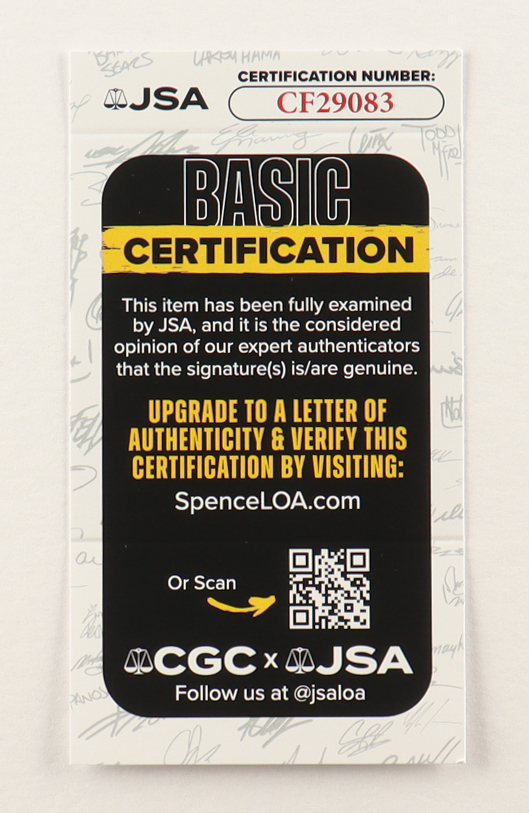 CERTIFICATION NUMBER:
JSA
CF29083
BASIC
CERTIFICATION
This item has been fully examined
by JSA, and it is the considered
opinion of our expert authenticators
that the signature(s) is/are genuine.
UPGRADE TO A LETTER OF
AUTHENTICITY & VERIFY THIS
CERTIFICATION BY VISITING:
SpenceLOA.com
Or Scan
CGC x JSA
Follow us at @jsaloa